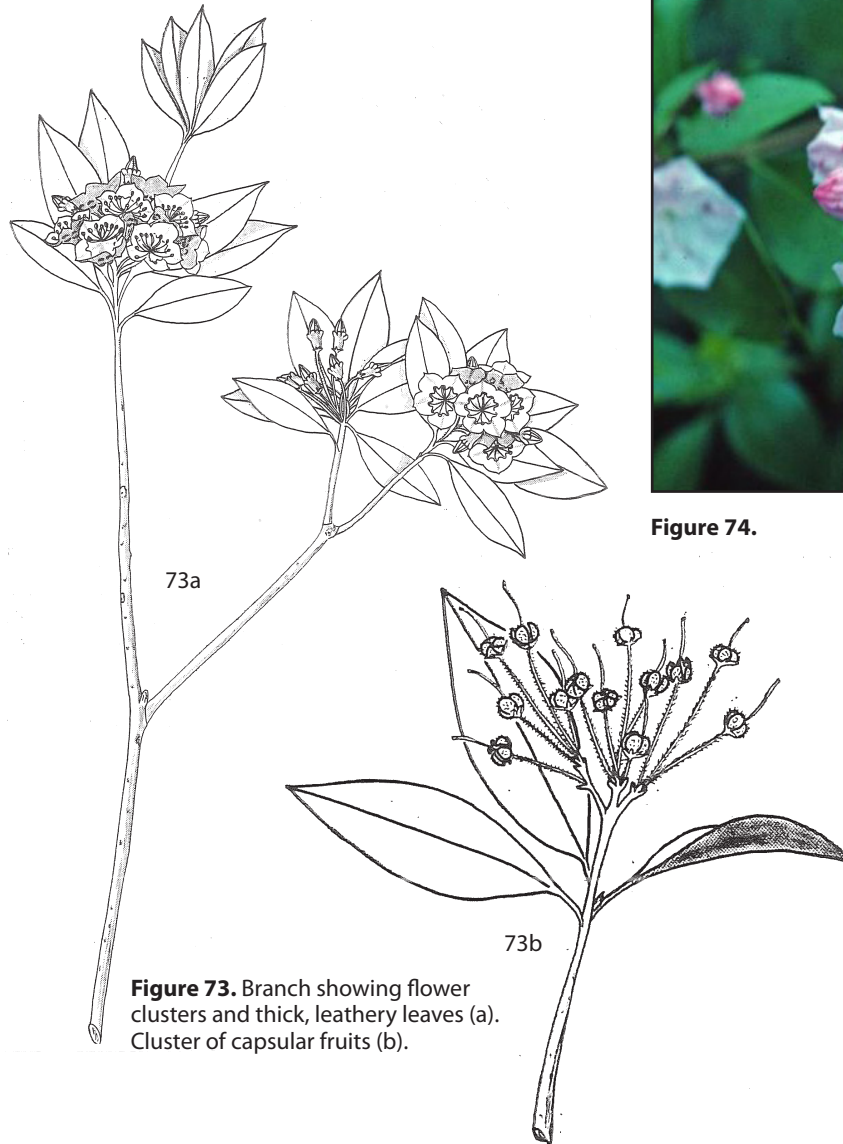 73a
Figure 74.
73b
Figure 73. Branch showing flower
clusters and thick, leathery leaves (a).
Cluster of capsular fruits (b).